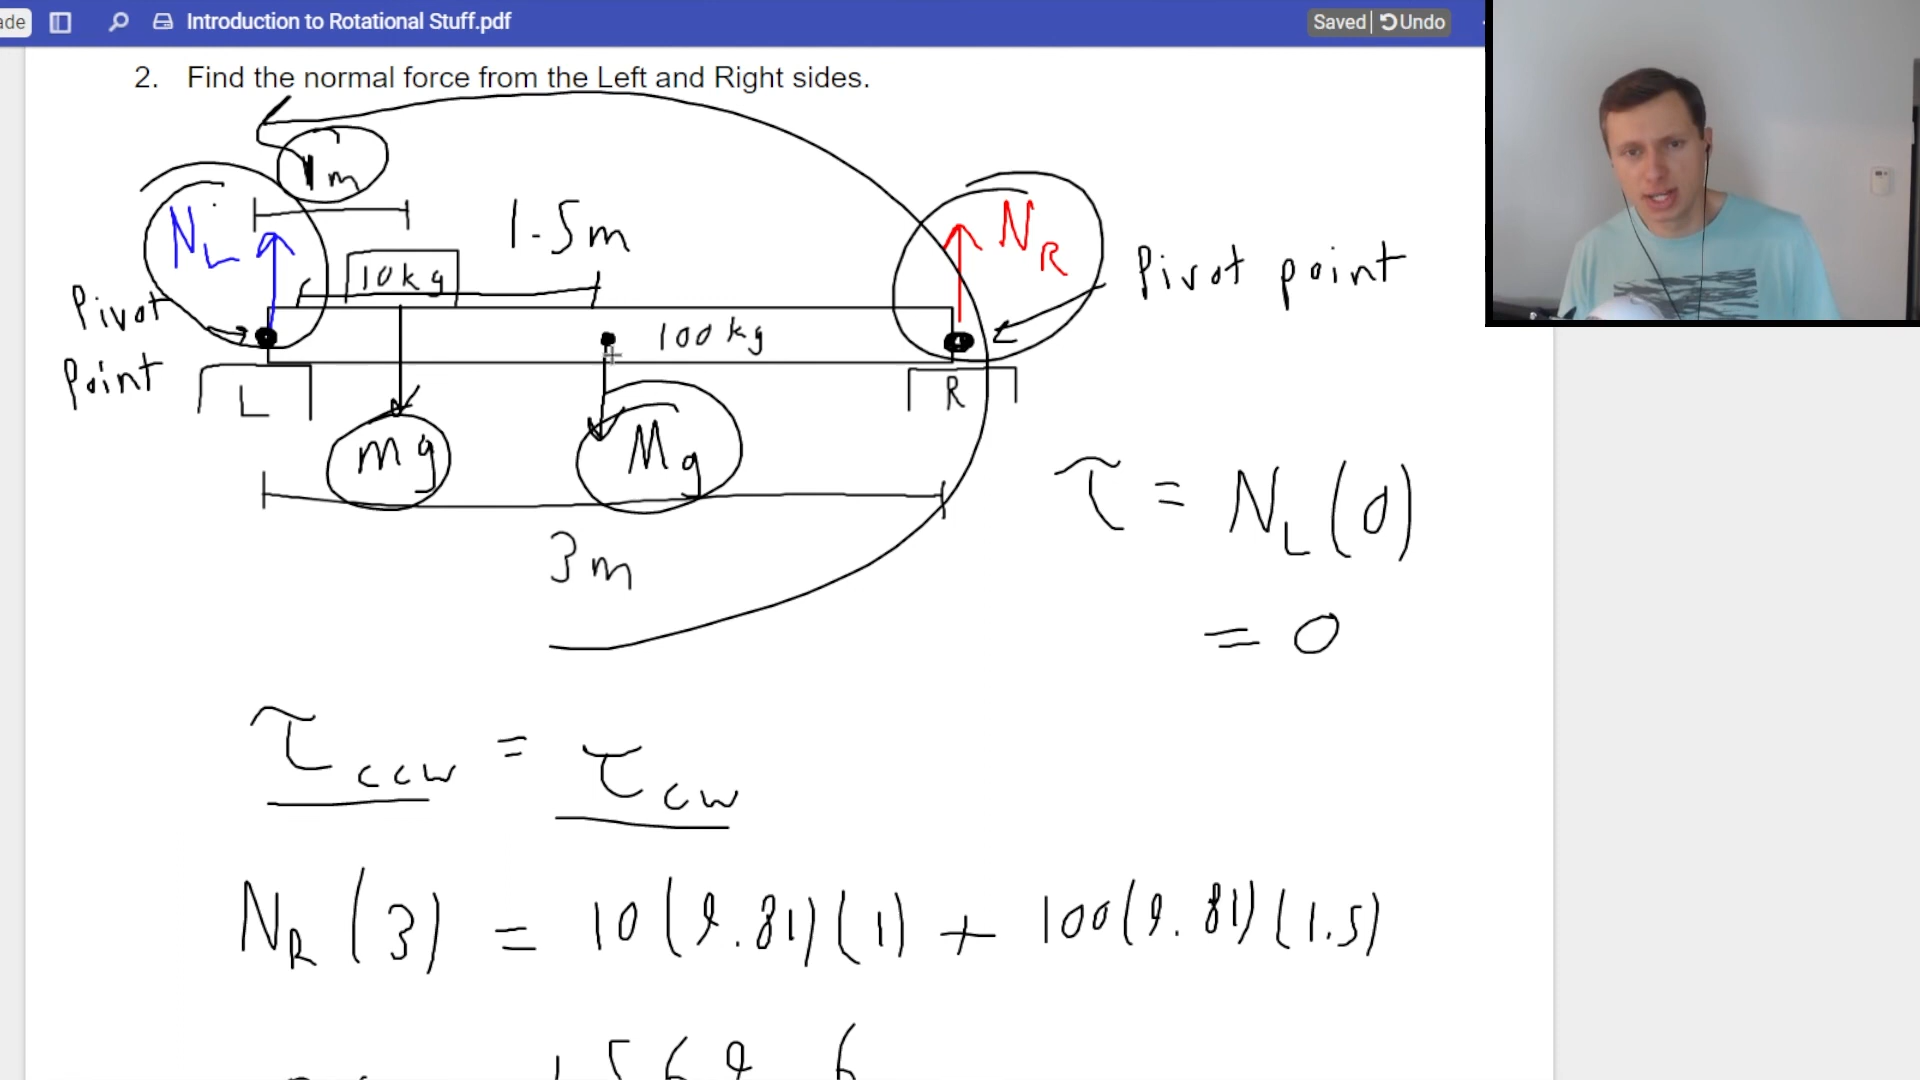 ade Introduction to Rotational Stuff.pdf Saved Undo
2. Find the normal force from the Left and Right sides.
1m
N_L 1.5m N_R
10kg Pivot point
Pivot 100kg
Point L R
mg Mg
τ = N_L(0)
3m
= 0
τ_ccw = τ_cw
N_R(3) = 10(9.81)(1) + 100(9.81)(1.5)